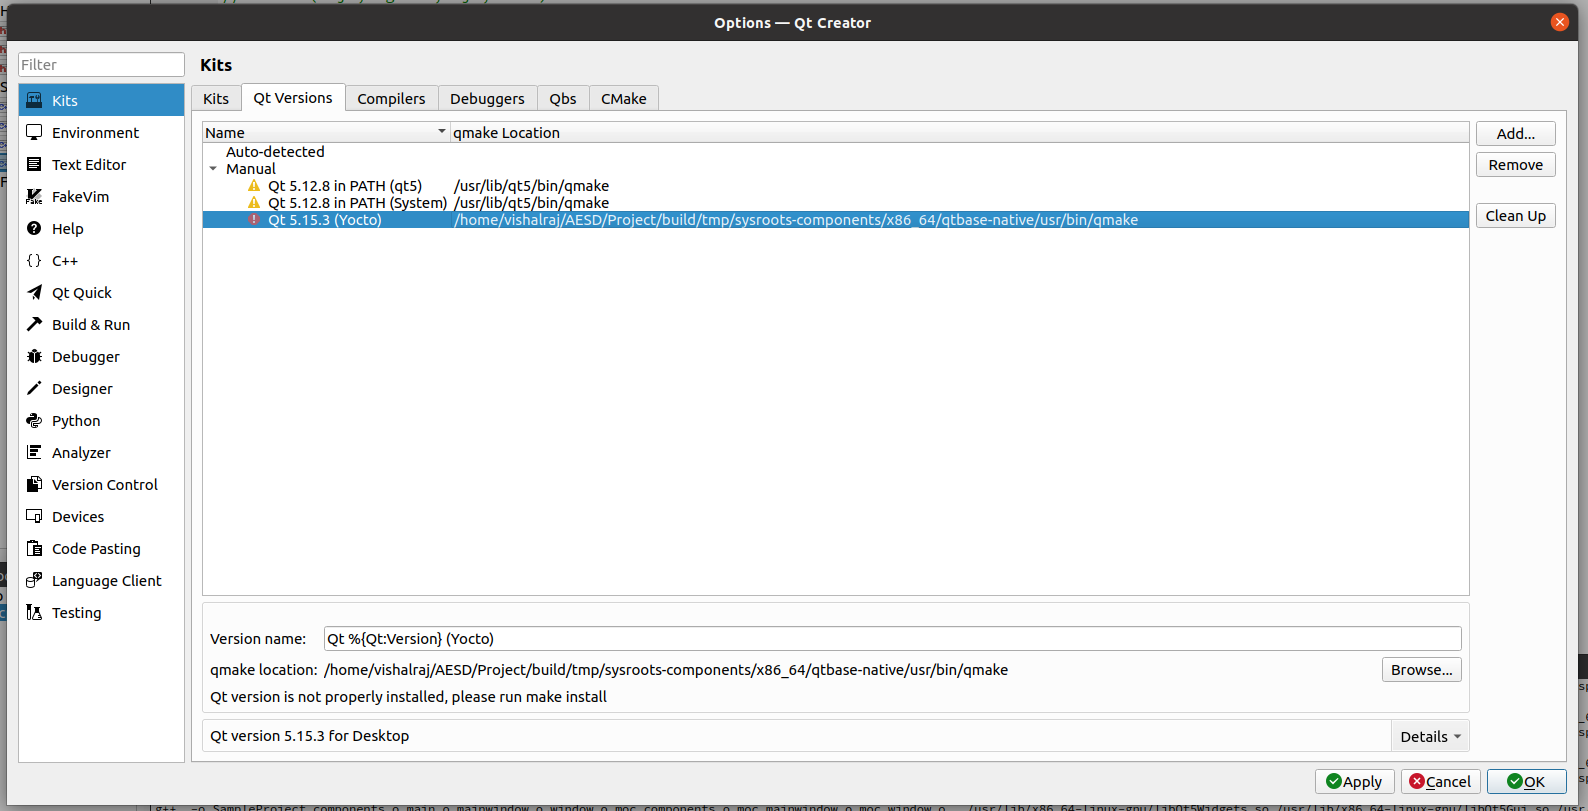 Options — Qt Creator
Filter
Kits
Kits
Environment
Text Editor
FakeVim
Help
C++
Qt Quick
Build & Run
Debugger
Designer
Python
Analyzer
Version Control
Devices
Code Pasting
Language Client
Testing
Kits Qt Versions Compilers Debuggers Qbs CMake
Name qmake Location
Auto-detected
Manual
Qt 5.12.8 in PATH (qt5) /usr/lib/qt5/bin/qmake
Qt 5.12.8 in PATH (System) /usr/lib/qt5/bin/qmake
Qt 5.15.3 (Yocto) /home/vishalraj/AESD/Project/build/tmp/sysroots-components/x86_64/qtbase-native/usr/bin/qmake
Add...
Remove
Clean Up
Version name: Qt %{Qt:Version} (Yocto)
qmake location: /home/vishalraj/AESD/Project/build/tmp/sysroots-components/x86_64/qtbase-native/usr/bin/qmake Browse...
Qt version is not properly installed, please run make install
Qt version 5.15.3 for Desktop Details
Apply Cancel OK